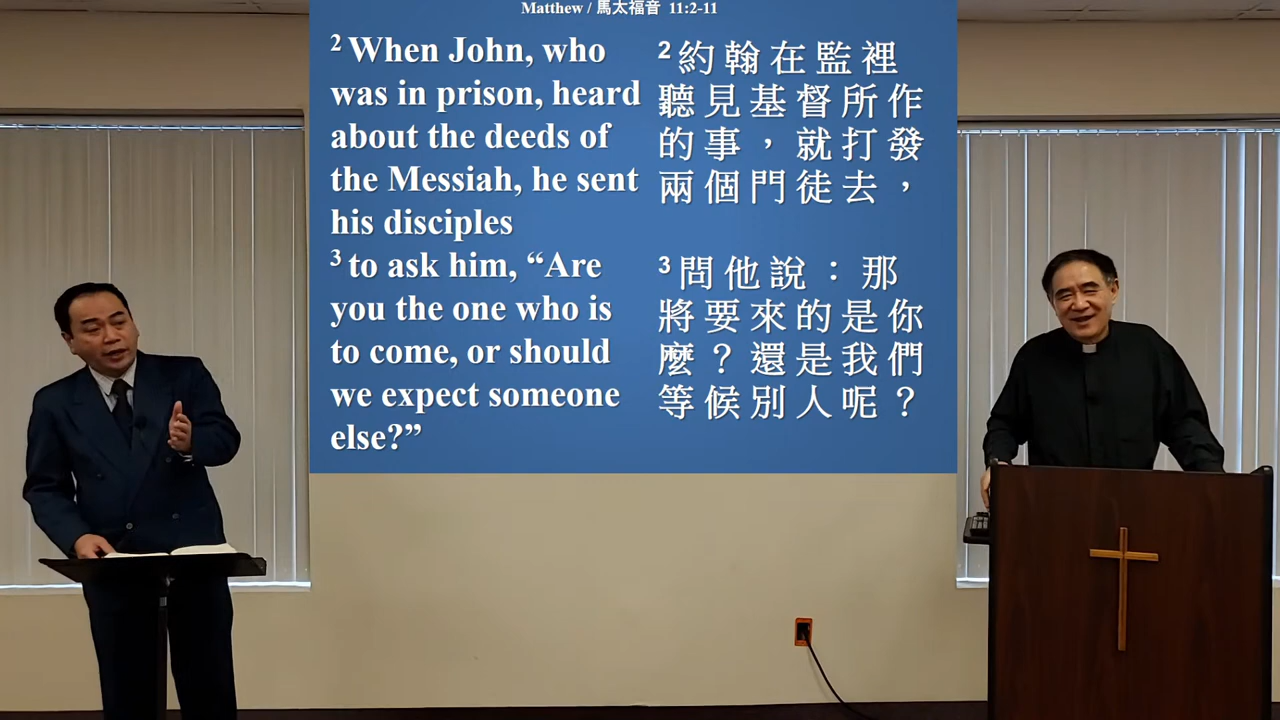 Matthew / 馬太福音 11:2-11
2 When John, who
was in prison, heard
about the deeds of
the Messiah, he sent
his disciples
3 to ask him, “Are
you the one who is
to come, or should
we expect someone
else?”
2 約翰在監裡
聽見基督所作
的事，就打發
兩個門徒去，
3 問他說：那
將要來的是你
麼？還是我們
等候別人呢？